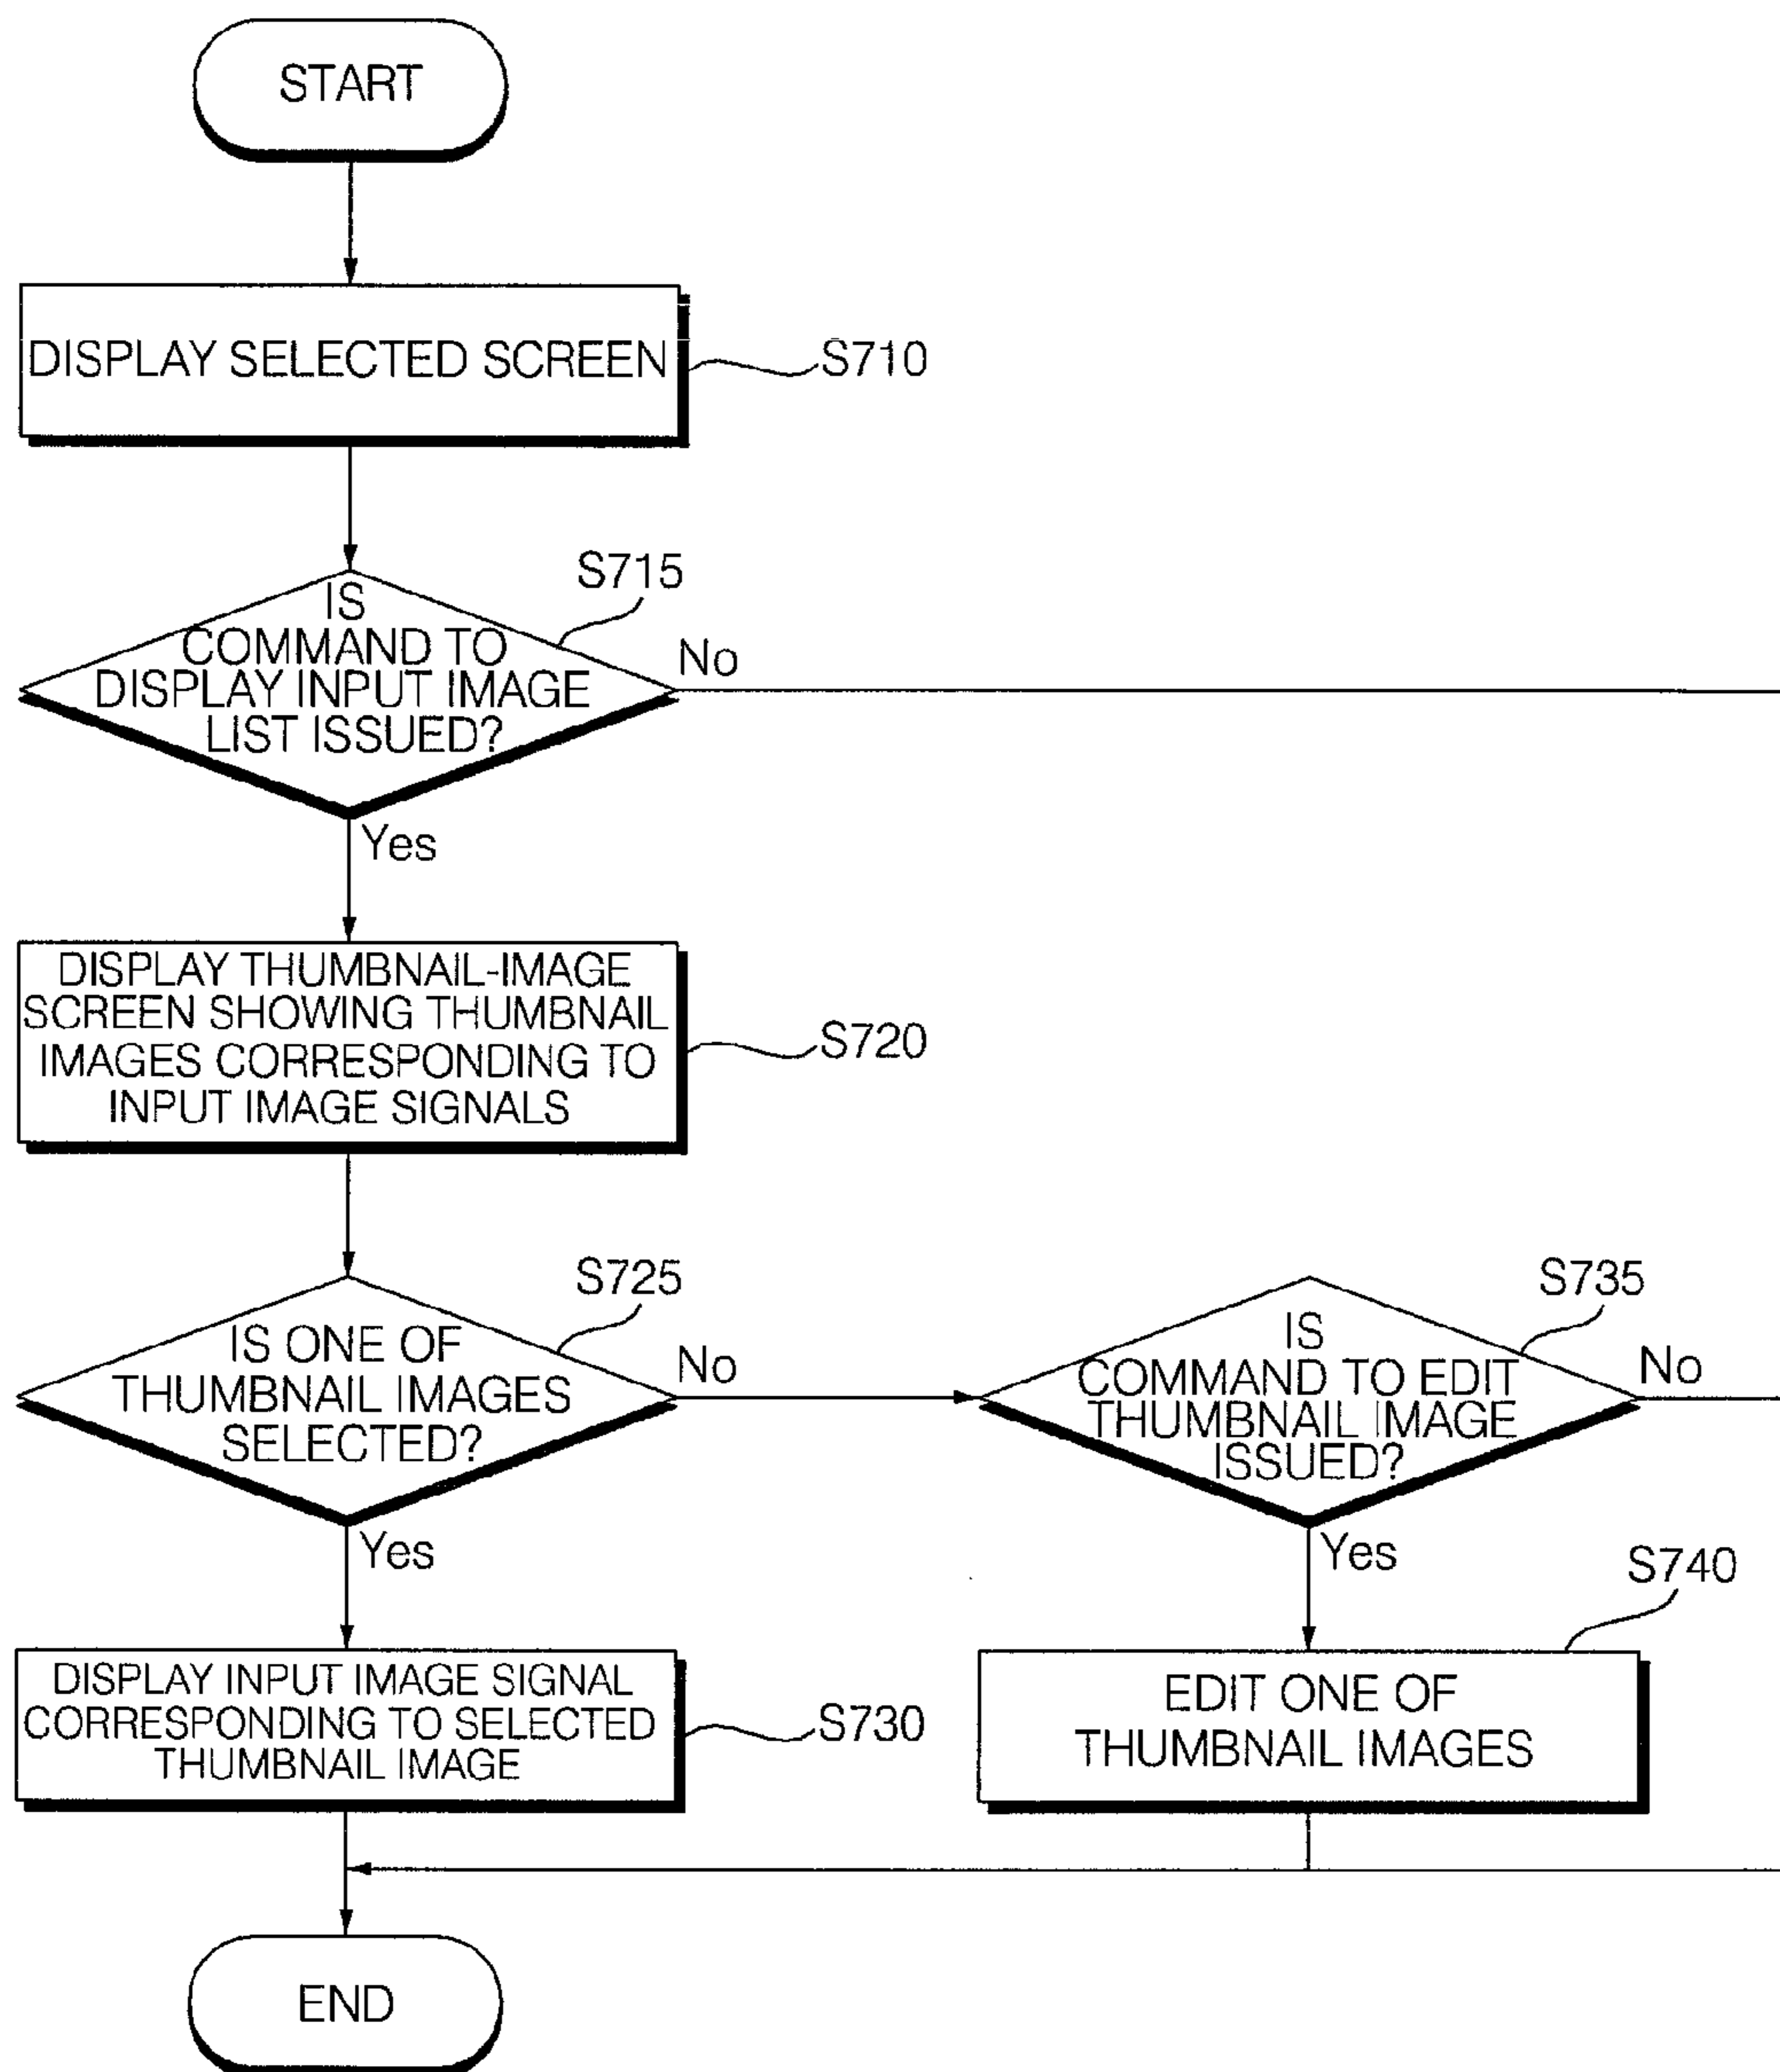 START
DISPLAY SELECTED SCREEN
S710
S715
IS
COMMAND TO
DISPLAY INPUT IMAGE
LIST ISSUED?
No
Yes
DISPLAY THUMBNAIL-IMAGE
SCREEN SHOWING THUMBNAIL
IMAGES CORRESPONDING TO
INPUT IMAGE SIGNALS
S720
S725
IS ONE OF
THUMBNAIL IMAGES
SELECTED?
No
Yes
S735
IS
COMMAND TO EDIT
THUMBNAIL IMAGE
ISSUED?
No
Yes
DISPLAY INPUT IMAGE SIGNAL
CORRESPONDING TO SELECTED
THUMBNAIL IMAGE
S730
S740
EDIT ONE OF
THUMBNAIL IMAGES
END